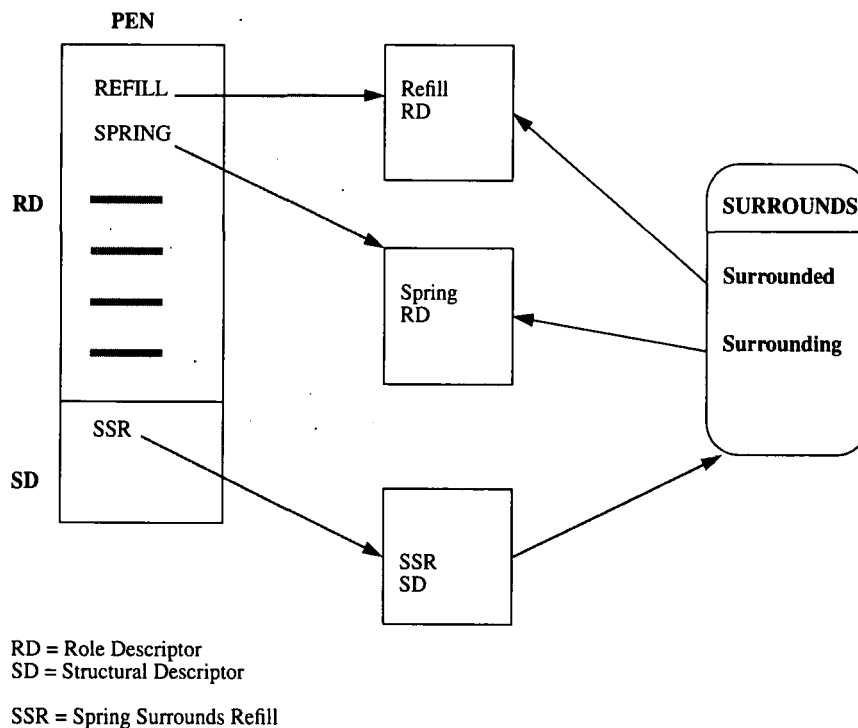 PEN
REFILL
SPRING
RD
SSR
SD
Refill
RD
Spring
RD
SSR
SD
SURROUNDS
Surrounded
Surrounding
RD = Role Descriptor
SD = Structural Descriptor
SSR = Spring Surrounds Refill